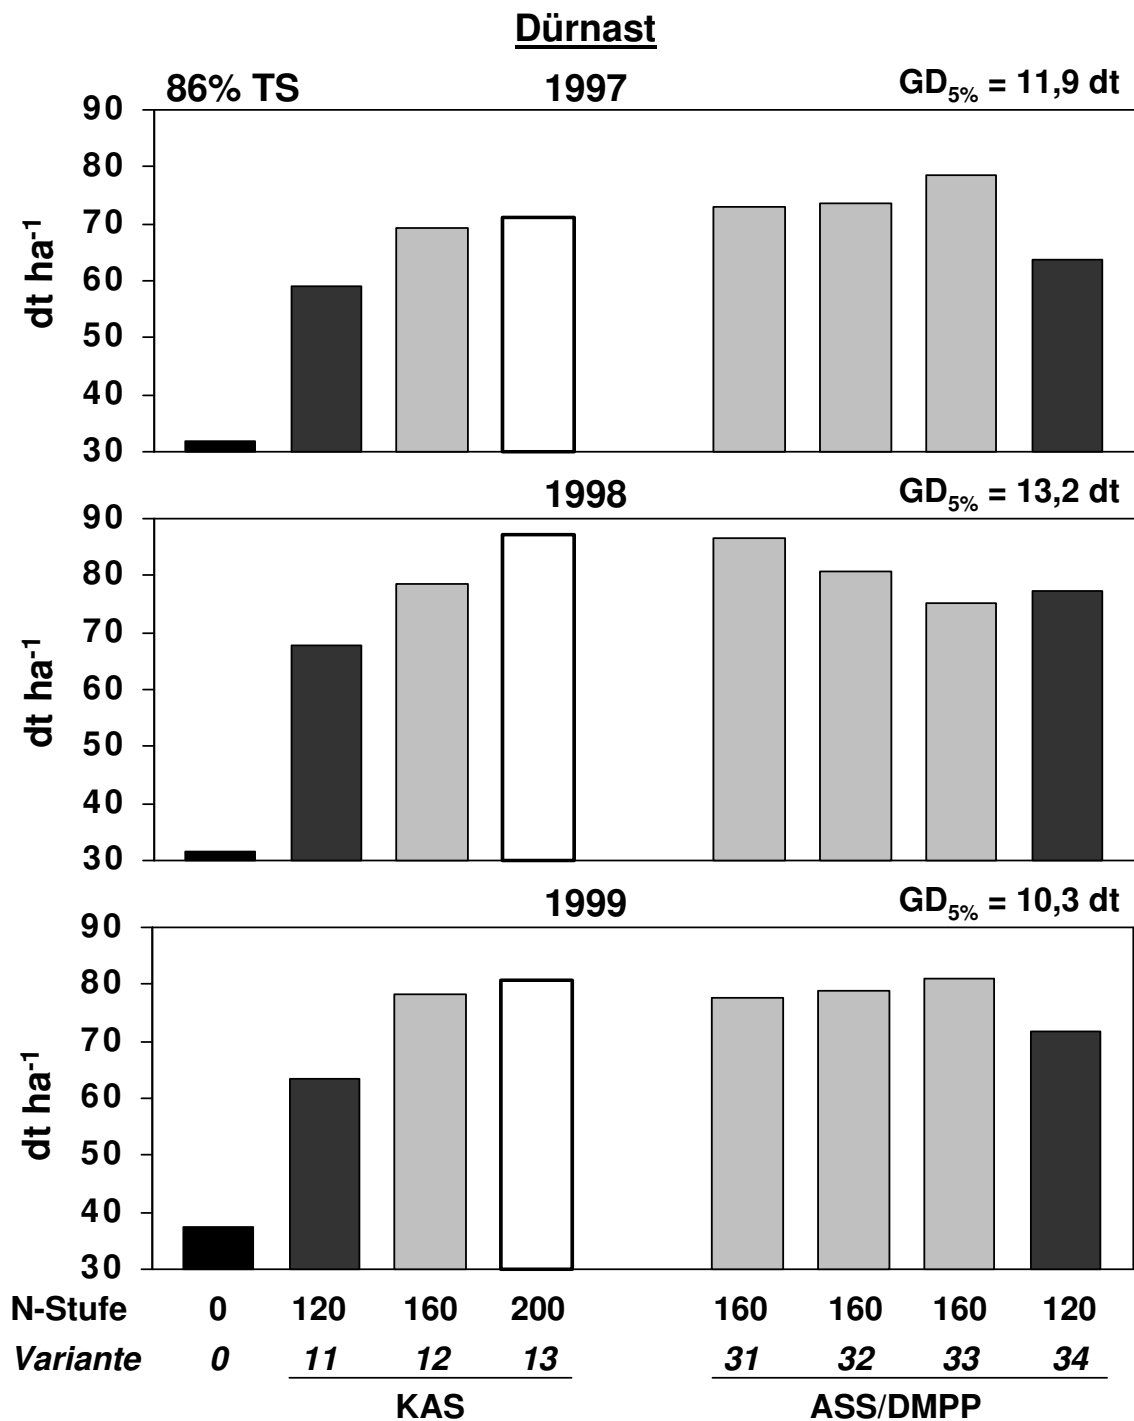 Dürnast
86% TS 1997 GD5% = 11,9 dt
90
80
70
60
50
40
30
dt ha-1
1998 GD5% = 13,2 dt
90
80
70
60
50
40
30
dt ha-1
1999 GD5% = 10,3 dt
90
80
70
60
50
40
30
dt ha-1
N-Stufe 0 120 160 200 160 160 160 120
Variante 0 11 12 13 31 32 33 34
KAS ASS/DMPP